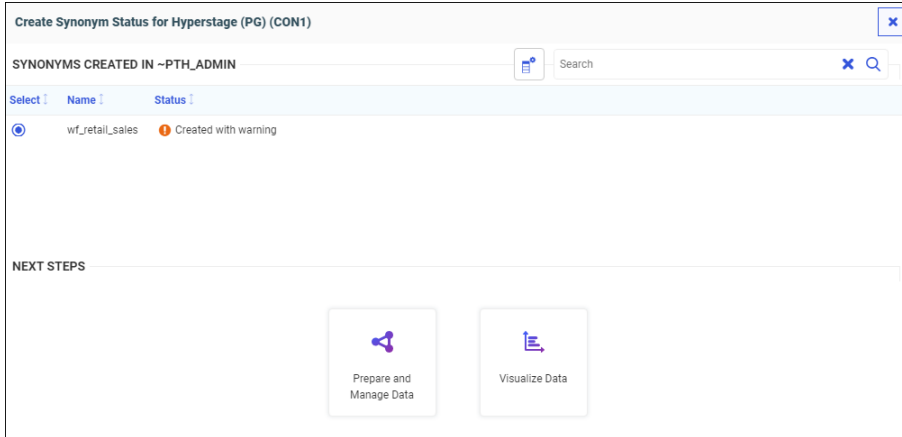 Create Synonym Status for Hyperstage (PG) (CON1)
SYNONYMS CREATED IN ~PTH_ADMIN
Search
Select Name Status
wf_retail_sales Created with warning
NEXT STEPS
Prepare and
Manage Data
Visualize Data